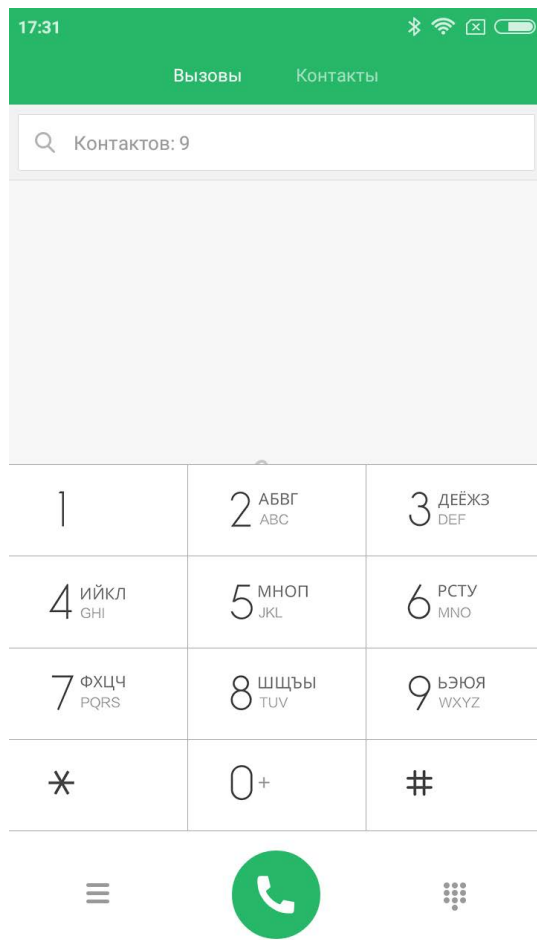 17:31
Вызовы Контакты
Контактов: 9
1 2 АБВГ 3 ДЕЁЖЗ
ABC DEF
4 ИЙКЛ 5 МНОП 6 РСТУ
GHI JKL MNO
7 ФХЦЧ 8 ШЩЪЫ 9 ЬЭЮЯ
PQRS TUV WXYZ
* 0 + #